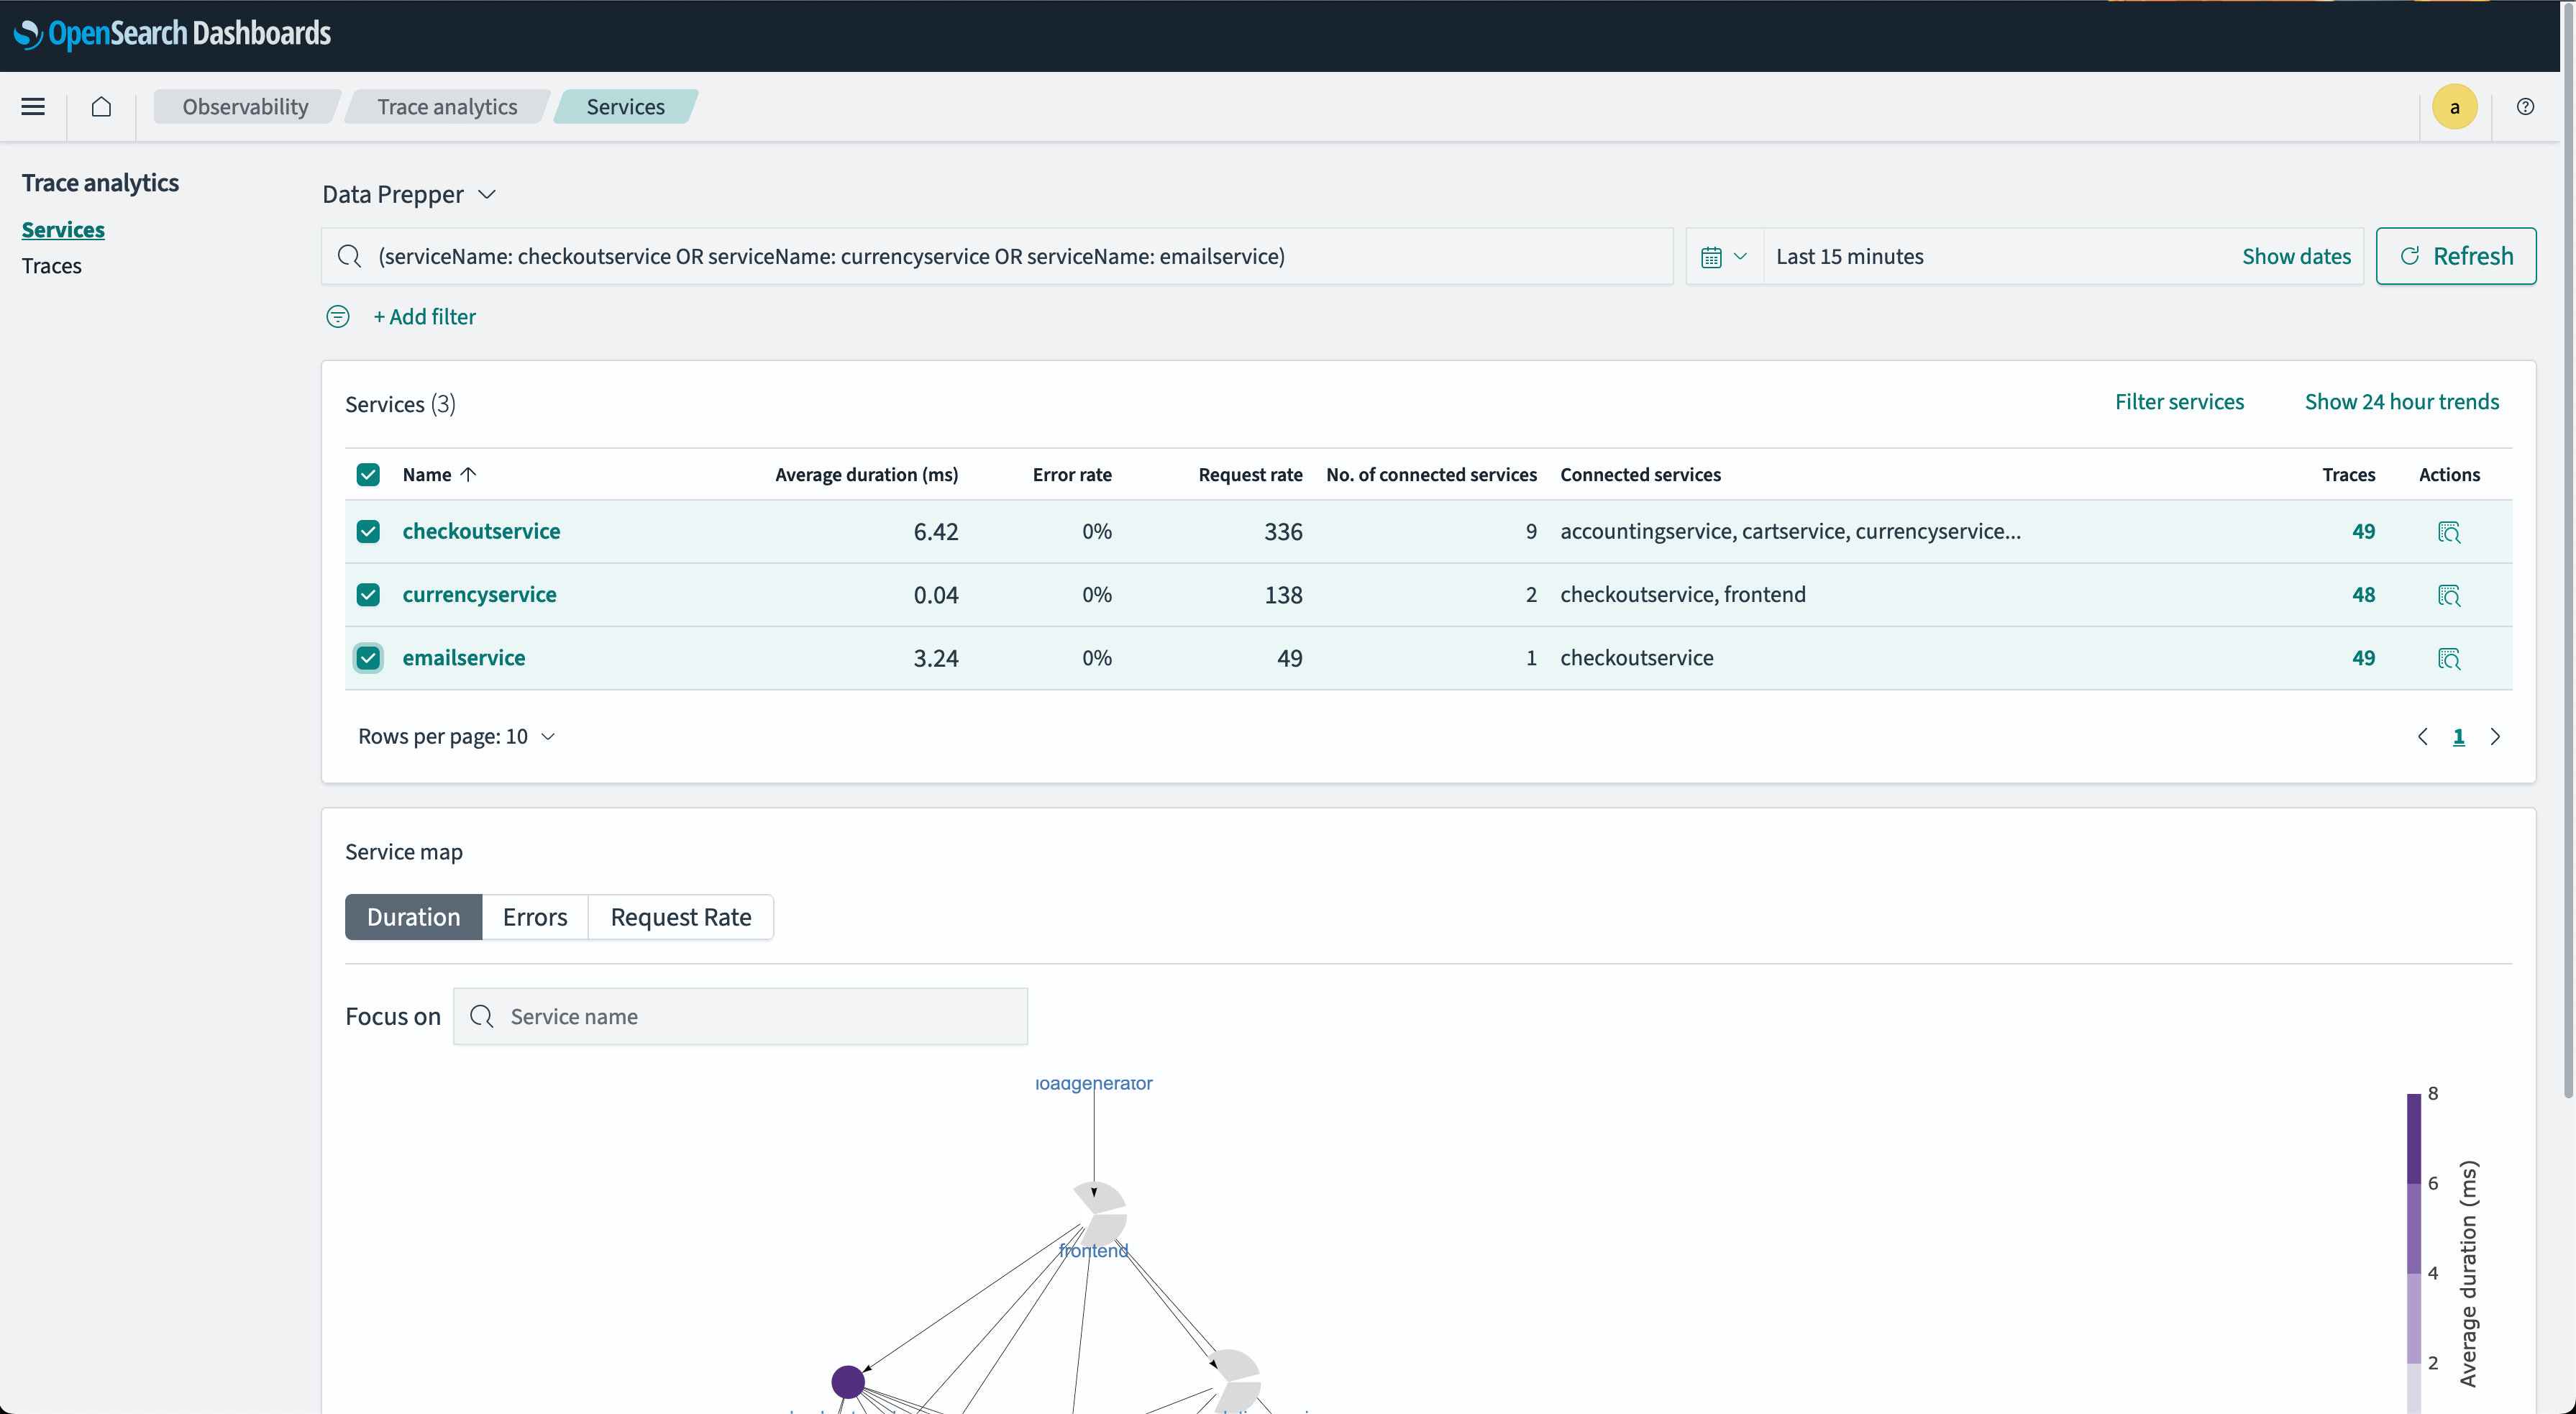 OpenSearch Dashboards
Observability
Trace analytics
Services
a
Trace analytics
Services
Traces
Data Prepper
(serviceName: checkoutservice OR serviceName: currencyservice OR serviceName: emailservice)
Last 15 minutes
Show dates
Refresh
+ Add filter
Services (3)
Filter services
Show 24 hour trends
Name Average duration (ms) Error rate Request rate No. of connected services Connected services Traces Actions
checkoutservice 6.42 0% 336 9 accountingservice, cartservice, currencyservice... 49
currencyservice 0.04 0% 138 2 checkoutservice, frontend 48
emailservice 3.24 0% 49 1 checkoutservice 49
Rows per page: 10
1
Service map
Duration Errors Request Rate
Focus on Service name
loadgenerator
frontend
8
6
4
2
Average duration (ms)